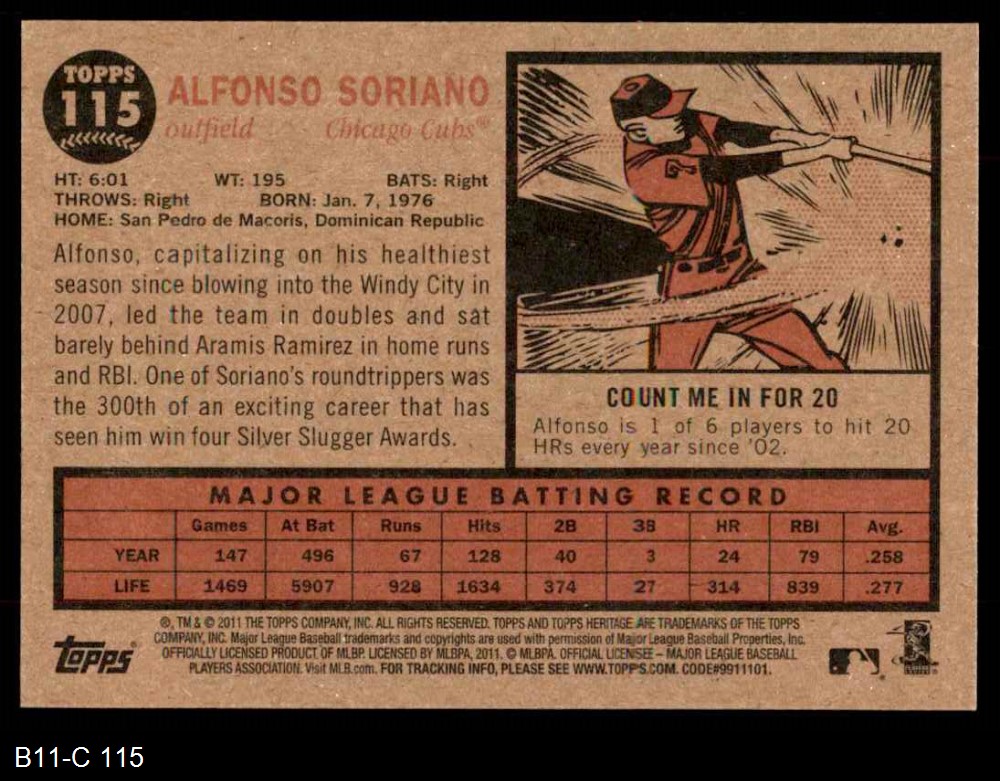 TOPPS
115
ALFONSO SORIANO
outfield Chicago Cubs®
HT: 6:01 WT: 195 BATS: Right
THROWS: Right BORN: Jan. 7, 1976
HOME: San Pedro de Macoris, Dominican Republic
Alfonso, capitalizing on his healthiest
season since blowing into the Windy City in
2007, led the team in doubles and sat
barely behind Aramis Ramirez in home runs
and RBI. One of Soriano's roundtrippers was
the 300th of an exciting career that has
seen him win four Silver Slugger Awards.
7
COUNT ME IN FOR 20
Alfonso is 1 of 6 players to hit 20
HRs every year since '02.
MAJOR LEAGUE BATTING RECORD
Games At Bat Runs Hits 2B 3B HR RBI Avg.
YEAR 147 496 67 128 40 3 24 79 .258
LIFE 1469 5907 928 1634 374 27 314 839 .277
®, TM & © 2011 THE TOPPS COMPANY, INC. ALL RIGHTS RESERVED. TOPPS AND TOPPS HERITAGE ARE TRADEMARKS OF THE TOPPS
COMPANY, INC. Major League Baseball trademarks and copyrights are used with permission of Major League Baseball Properties, Inc.
OFFICIALLY LICENSED PRODUCT OF MLBP. LICENSED BY MLBPA, 2011. © MLBPA. OFFICIAL LICENSEE – MAJOR LEAGUE BASEBALL
PLAYERS ASSOCIATION. Visit MLB.com. FOR TRACKING INFO, PLEASE SEE WWW.TOPPS.COM. CODE#9911101.
topps
B11-C 115